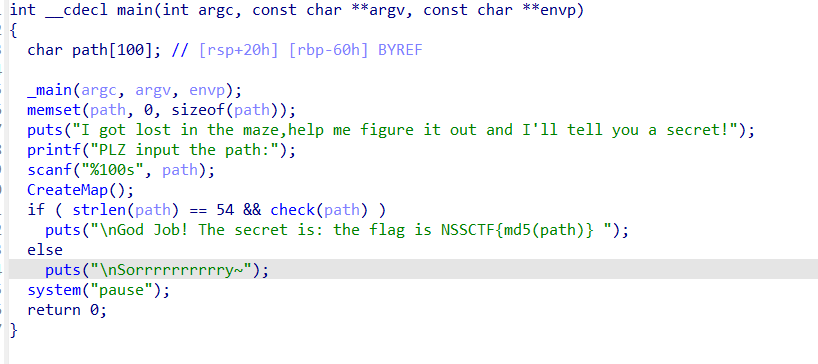 int __cdecl main(int argc, const char **argv, const char **envp)
{
  char path[100]; // [rsp+20h] [rbp-60h] BYREF
  _main(argc, argv, envp);
  memset(path, 0, sizeof(path));
  puts("I got lost in the maze,help me figure it out and I'll tell you a secret!");
  printf("PLZ input the path:");
  scanf("%100s", path);
  CreateMap();
  if ( strlen(path) == 54 && check(path) )
    puts("\nGod Job! The secret is: the flag is NSSCTF{md5(path)} ");
  else
    puts("\nSorrrrrrrrrry~");
  system("pause");
  return 0;
}